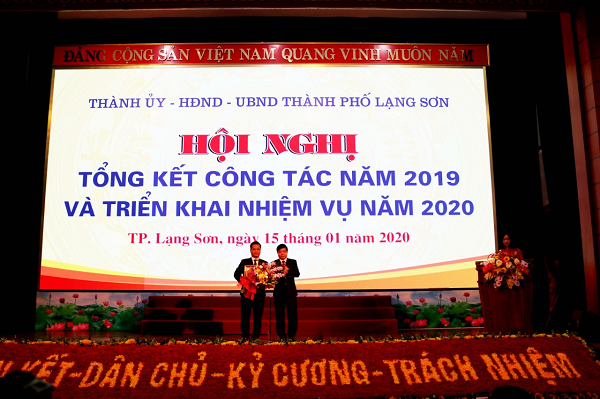 ĐẢNG CỘNG SẢN VIỆT NAM QUANG VINH MUÔN NĂM
THÀNH ỦY - HĐND - UBND THÀNH PHỐ LẠNG SƠN
HỘI NGHỊ
TỔNG KẾT CÔNG TÁC NĂM 2019
VÀ TRIỂN KHAI NHIỆM VỤ NĂM 2020
TP. Lạng Sơn, ngày 15 tháng 01 năm 2020
KẾT-DÂN CHỦ-KỶ CƯƠNG-TRÁCH NHIỆM